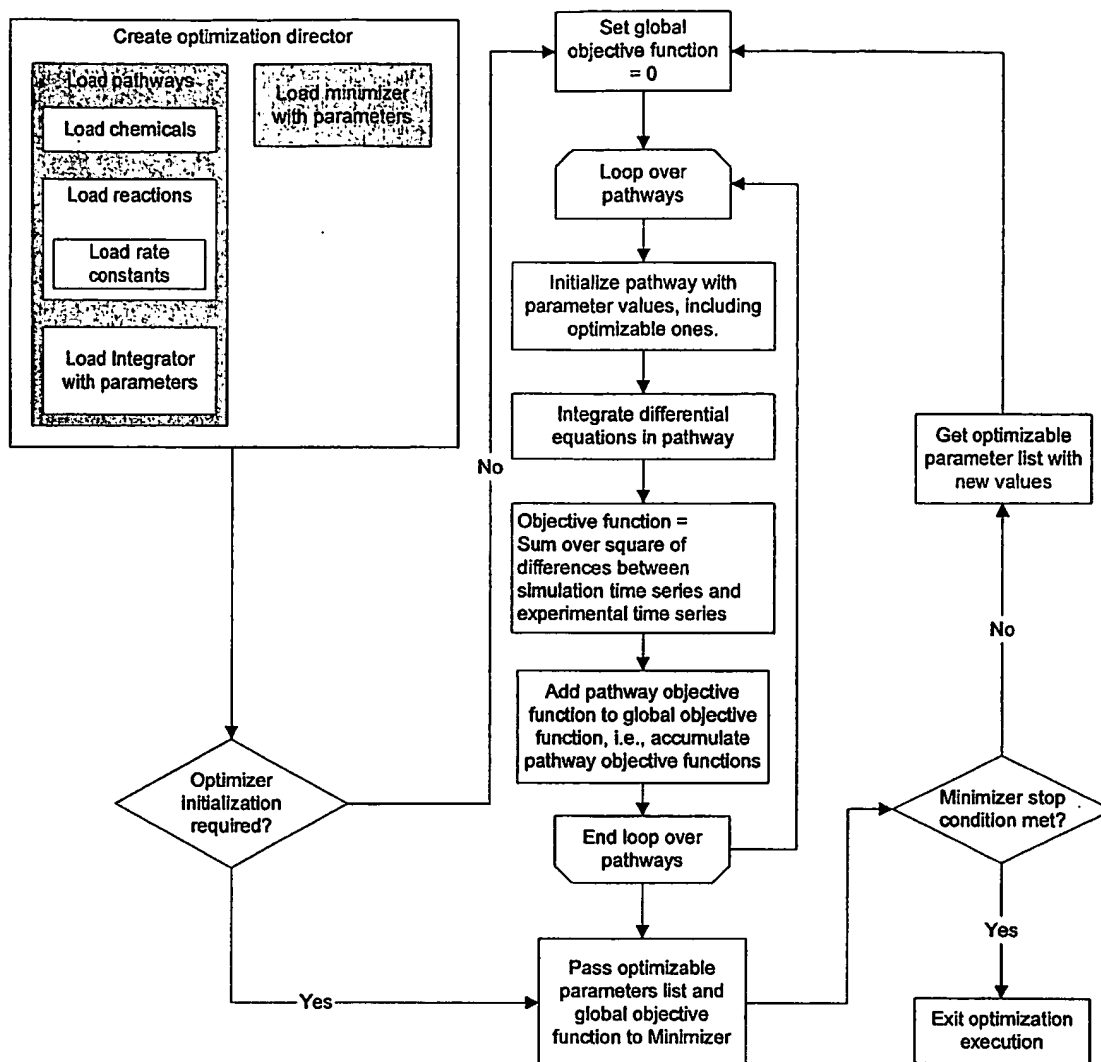 Create optimization director
Load pathways
Load chemicals
Load reactions
Load rate
constants
Load Integrator
with parameters
Load minimizer
with parameters
Optimizer
initialization
required?
No
Yes
Set global
objective function
= 0
Loop over
pathways
Initialize pathway with
parameter values, including
optimizable ones.
Integrate differential
equations in pathway
Objective function =
Sum over square of
differences between
simulation time series and
experimental time series
Add pathway objective
function to global objective
function, i.e., accumulate
pathway objective functions
End loop over
pathways
Pass optimizable
parameters list and
global objective
function to Minimizer
Get optimizable
parameter list with
new values
No
Minimizer stop
condition met?
Yes
Exit optimization
execution